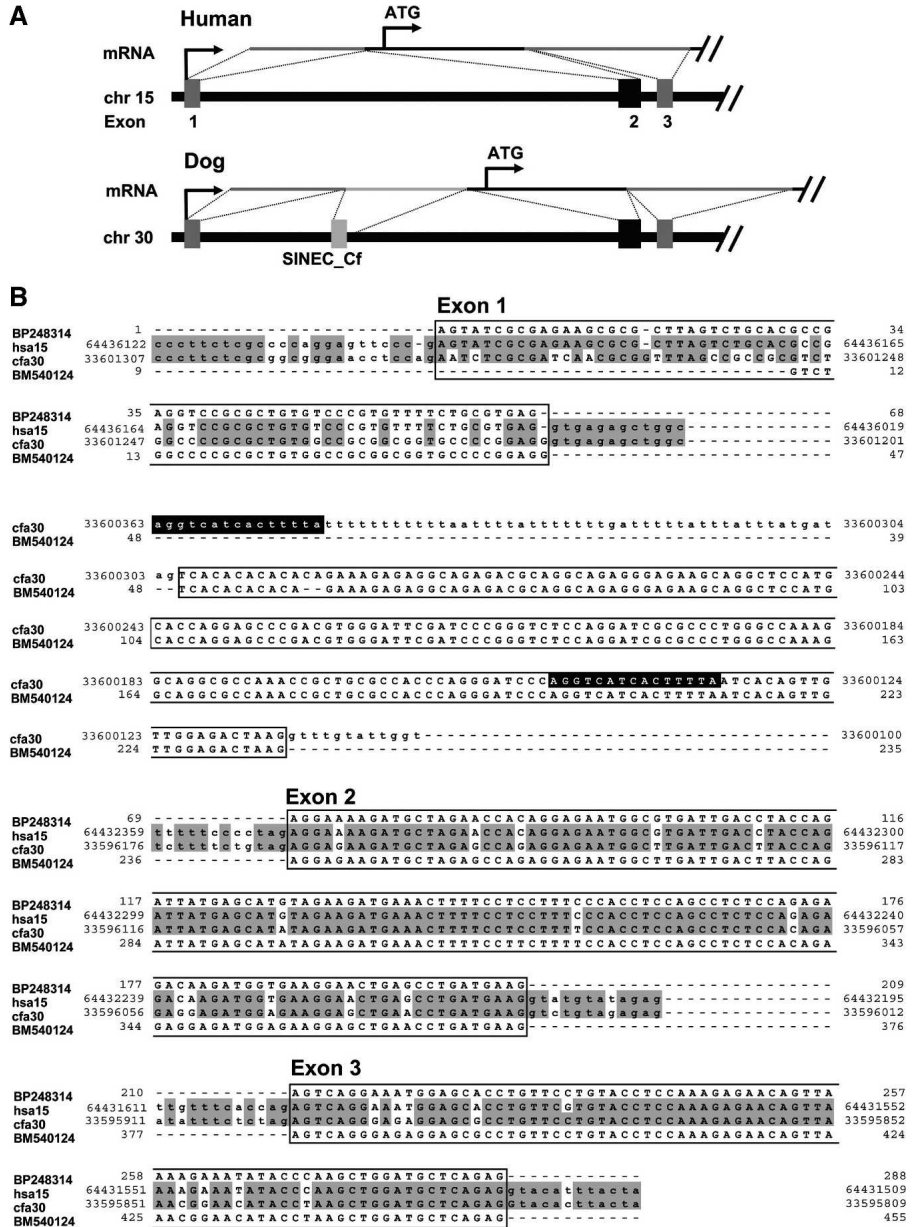 A
Human
ATG
mRNA
chr 15
Exon
1 2 3
Dog
ATG
mRNA
chr 30
SINEC_Cf
B
Exon 1
BP248314 1 -------------------------AGTATCGCGAGAAGCGCG-CTTAGTCTGCACGCCG 34
hsa15 64436122 cccttctcgccccaggagttccc-gAGTATCGCGAGAAGCGCG-CTTAGTCTGCACGCCG 64436165
cfa30 33601307 cccttctcgcggcgggaacctccagAATCTCGCGATCAACGCGGTTTAGCCGCCGCGTCT 33601248
BM540124 9 --------------------------------------------------------GTCT 12
BP248314 35 AGGTCCGCGCTGTGTCCCGTGTTTTCTGCGTGAG-------------------------- 68
hsa15 64436164 AGGTCCGCGCTGTGTCCCGTGTTTTCTGCGTGAG-gtgagagctggc------------- 64436019
cfa30 33601247 GGCCCCGCGCTGTGGCCGCGGCGGTGCCCCGGAGGgtgagagctggc------------- 33601201
BM540124 13 GGCCCCGCGCTGTGGCCGCGGCGGTGCCCCGGAGG------------------------- 47
cfa30 33600363 aggtcatcacttttatttttttttttaattttatttttttgattttatttatttatgat 33600304
BM540124 48 ------------------------------------------------------------ 39
cfa30 33600303 agTCACACACACACAGAAAGAGAGGCAGAGACGCAGGCAGAGGGAGAAGCAGGCTCCATG 33600244
BM540124 48 --TCACACACACA--GAAAGAGAGGCAGAGACGCAGGCAGAGGGAGAAGCAGGCTCCATG 103
cfa30 33600243 CACCAGGAGCCCGACGTGGGATTCGATCCCGGGTCTCCAGGATCGCGCCCTGGGCCAAAG 33600184
BM540124 104 CACCAGGAGCCCGACGTGGGATTCGATCCCGGGTCTCCAGGATCGCGCCCTGGGCCAAAG 163
cfa30 33600183 GCAGGCGCCAAACCGCTGCGCCACCCAGGGATCCCAGGTCATCACTTTTAATCACAGTTG 33600124
BM540124 164 GCAGGCGCCAAACCGCTGCGCCACCCAGGGATCCCAGGTCATCACTTTTAATCACAGTTG 223
cfa30 33600123 TTGGAGACTAAGgtttgtattggt------------------------------------ 33600100
BM540124 224 TTGGAGACTAAG------------------------------------------------ 235
Exon 2
BP248314 69 ------------AGGAAAAGATGCTAGAACCACAGGAGAATGGCGTGATTGACCTACCAG 116
hsa15 64432359 tttttcccctagAGGAAAAGATGCTAGAACCACAGGAGAATGGCGTGATTGACCTACCAG 64432300
cfa30 33596176 tcttttctgtagAGGAGAAGATGCTAGAGCCAGAGGAGAATGGCTTGATTGACTTACCAG 33596117
BM540124 236 ------------AGGAGAAGATGCTAGAGCCAGAGGAGAATGGCTTGATTGACTTACCAG 283
BP248314 117 ATTATGAGCATGTAGAAGATGAAACTTTTCCTCCTTTCCCACCTCCAGCCTCTCCAGAGA 176
hsa15 64432299 ATTATGAGCATGTAGAAGATGAAACTTTTCCTCCTTTCCCACCTCCAGCCTCTCCAGAGA 64432240
cfa30 33596116 ATTATGAGCATATAGAAGATGAAACTTTTCCTCCTTTTCCACCTCCAGCCTCTCCACAGA 33596057
BM540124 284 ATTATGAGCATATAGAAGATGAAACTTTTCCTTCTTTTCCACCTCCAGCCTCTCCACAGA 343
BP248314 177 GACAAGATGGTGAAGGAACTGAGCCTGATGAAG--------------------------- 209
hsa15 64432239 GACAAGATGGTGAAGGAACTGAGCCTGATGAAGgtatgtatagag--------------- 64432195
cfa30 33596056 GAGGAGATGGAGAAGGAGCTGAACCTGATGAAGgtctgtagagag--------------- 33596012
BM540124 344 GAGGAGATGGAGAAGGAGCTGAACCTGATGAAG--------------------------- 376
Exon 3
BP248314 210 ------------AGTCAGGAAATGGAGCACCTGTTCCTGTACCTCCAAAGAGAACAGTTA 257
hsa15 64431611 ttgtttcaccagAGTCAGGAAATGGAGCACCTGTTCGTGTACCTCCAAAGAGAACAGTTA 64431552
cfa30 33595911 atatttctctagAGTCAGGGAGAGGAGCGCCTGTTCCTGTACCTCCAAAGAGAACAGTTA 33595852
BM540124 377 ------------AGTCAGGGAGAGGAGCGCCTGTTCCTGTACCTCCAAAGAGAACAGTTA 424
BP248314 258 AAAGAAATATACCCAAGCTGGATGCTCAGAG----------------------------- 288
hsa15 64431551 AAAGAAATATACCCAAGCTGGATGCTCAGAGgtacatttacta----------------- 64431509
cfa30 33595851 AACGGAACATACCTAAGCTGGATGCTCAGAGgtacacttacta----------------- 33595809
BM540124 425 AACGGAACATACCTAAGCTGGATGCTCAGAG----------------------------- 455